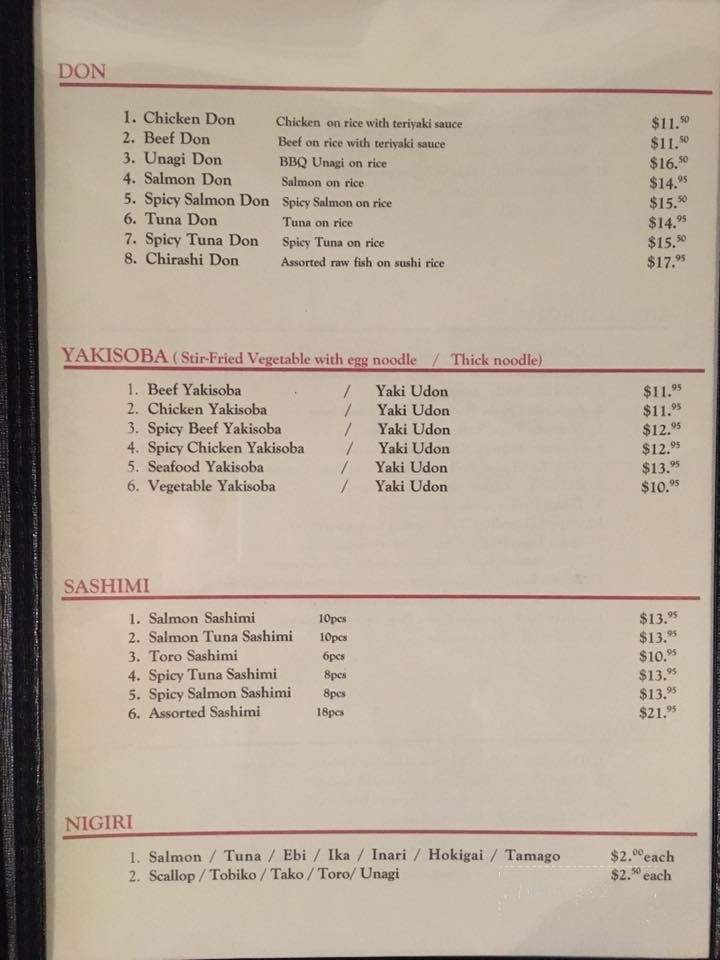 DON
1. Chicken Don Chicken on rice with teriyaki sauce $11.50
2. Beef Don Beef on rice with teriyaki sauce $11.50
3. Unagi Don BBQ Unagi on rice $16.50
4. Salmon Don Salmon on rice $14.95
5. Spicy Salmon Don Spicy Salmon on rice $15.50
6. Tuna Don Tuna on rice $14.95
7. Spicy Tuna Don Spicy Tuna on rice $15.50
8. Chirashi Don Assorted raw fish on sushi rice $17.95
YAKISOBA ( Stir-Fried Vegetable with egg noodle / Thick noodle)
1. Beef Yakisoba / Yaki Udon $11.95
2. Chicken Yakisoba / Yaki Udon $11.95
3. Spicy Beef Yakisoba / Yaki Udon $12.95
4. Spicy Chicken Yakisoba / Yaki Udon $12.95
5. Seafood Yakisoba / Yaki Udon $13.95
6. Vegetable Yakisoba / Yaki Udon $10.95
SASHIMI
1. Salmon Sashimi 10pcs $13.95
2. Salmon Tuna Sashimi 10pcs $13.95
3. Toro Sashimi 6pcs $10.95
4. Spicy Tuna Sashimi 8pcs $13.95
5. Spicy Salmon Sashimi 8pcs $13.95
6. Assorted Sashimi 18pcs $21.95
NIGIRI
1. Salmon / Tuna / Ebi / Ika / Inari / Hokigai / Tamago $2.00each
2. Scallop / Tobiko / Tako / Toro/ Unagi $2.50 each